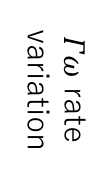 Γω rate
variation